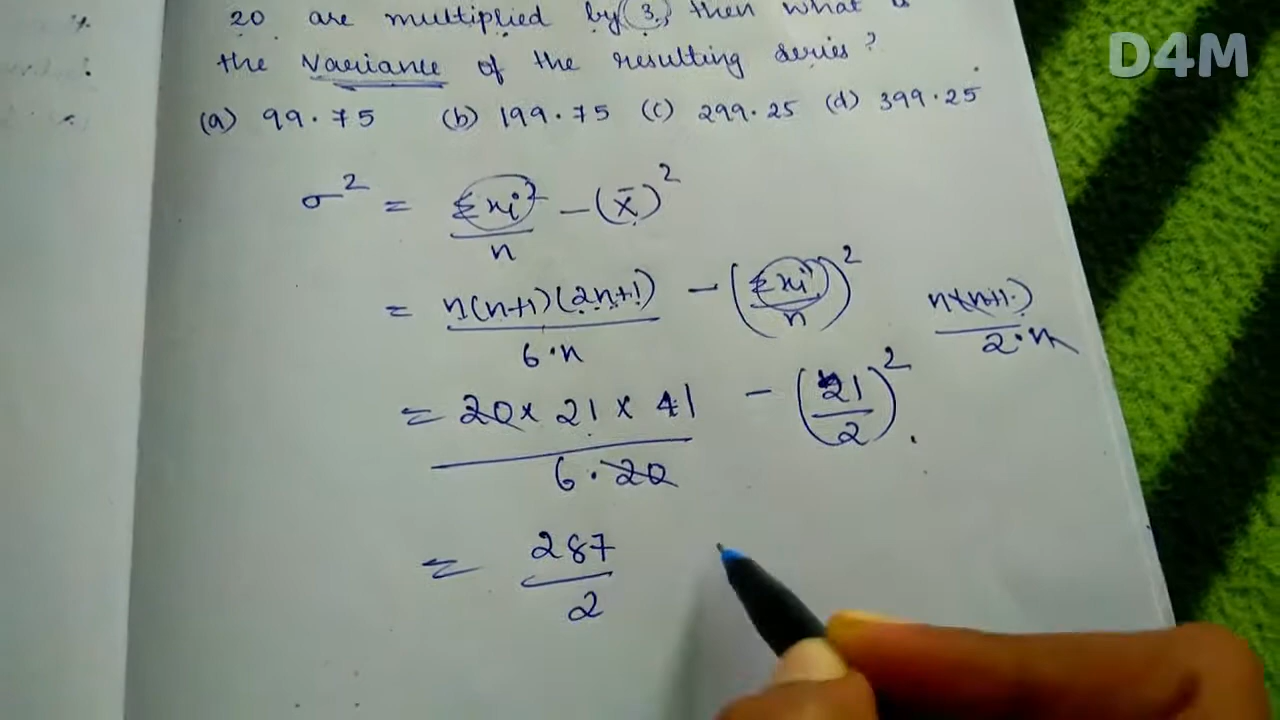 D4M
20 are multiplied by 3, then what is
the Variance of the resulting series?
(a) 99.75 (b) 199.75 (c) 299.25 (d) 399.25
σ² = Σxi²/n - (x̄)²
= n(n+1)(2n+1)/6·n - (Σxi/n)² n(n+1)/2·n
= 20 × 21 × 41/6·20 - (21/2)²
= 287/2